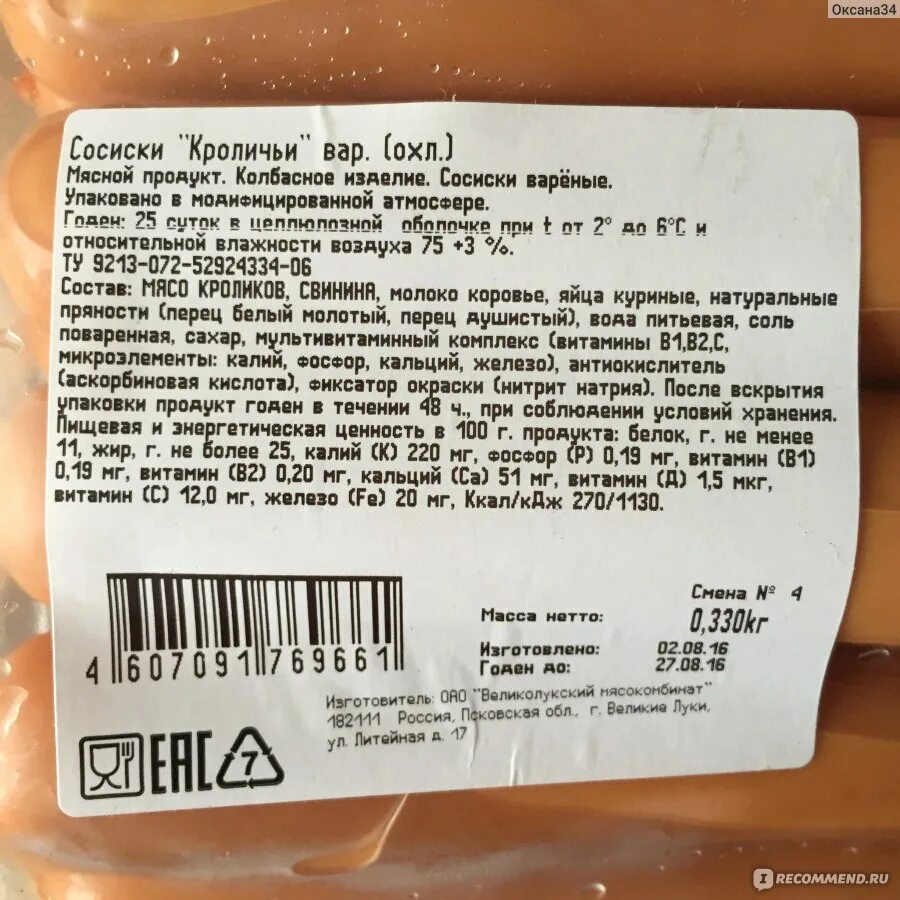 Оксана34
Сосиски "Кроличьи" вар. (охл.)
Мясной продукт. Колбасное изделие. Сосиски варёные.
Упаковано в модифицированной атмосфере.
Годен: 25 суток в целлюлозной оболочке при t от 2° до 6°C и
относительной влажности воздуха 75 +3 %.
ТУ 9213-072-52924334-06
Состав: МЯСО КРОЛИКОВ, СВИНИНА, молоко коровье, яйца куриные, натуральные
пряности (перец белый молотый, перец душистый), вода питьевая, соль
поваренная, сахар, мультивитаминный комплекс (витамины B1,B2,C,
микроэлементы: калий, фосфор, кальций, железо), антиокислитель
(аскорбиновая кислота), фиксатор окраски (нитрит натрия). После вскрытия
упаковки продукт годен в течении 48 ч., при соблюдении условий хранения.
Пищевая и энергетическая ценность в 100 г. продукта: белок, г. не менее
11, жир, г. не более 25, калий (K) 220 мг, фосфор (P) 0,19 мг, витамин (B1)
0,19 мг, витамин (B2) 0,20 мг, кальций (Ca) 51 мг, витамин (Д) 1,5 мкг,
витамин (C) 12,0 мг, железо (Fe) 20 мг, Ккал/кДж 270/1130.
Смена № 4
Масса нетто: 0,330kг
Изготовлено: 02.08.16
Годен до: 27.08.16
4 607091 769661
Изготовитель: ОАО "Великолукский мясокомбинат"
182111 Россия, Псковская обл., г. Великие Луки,
ул. Литейная д. 17
EAC 7
IRECOMMEND.RU